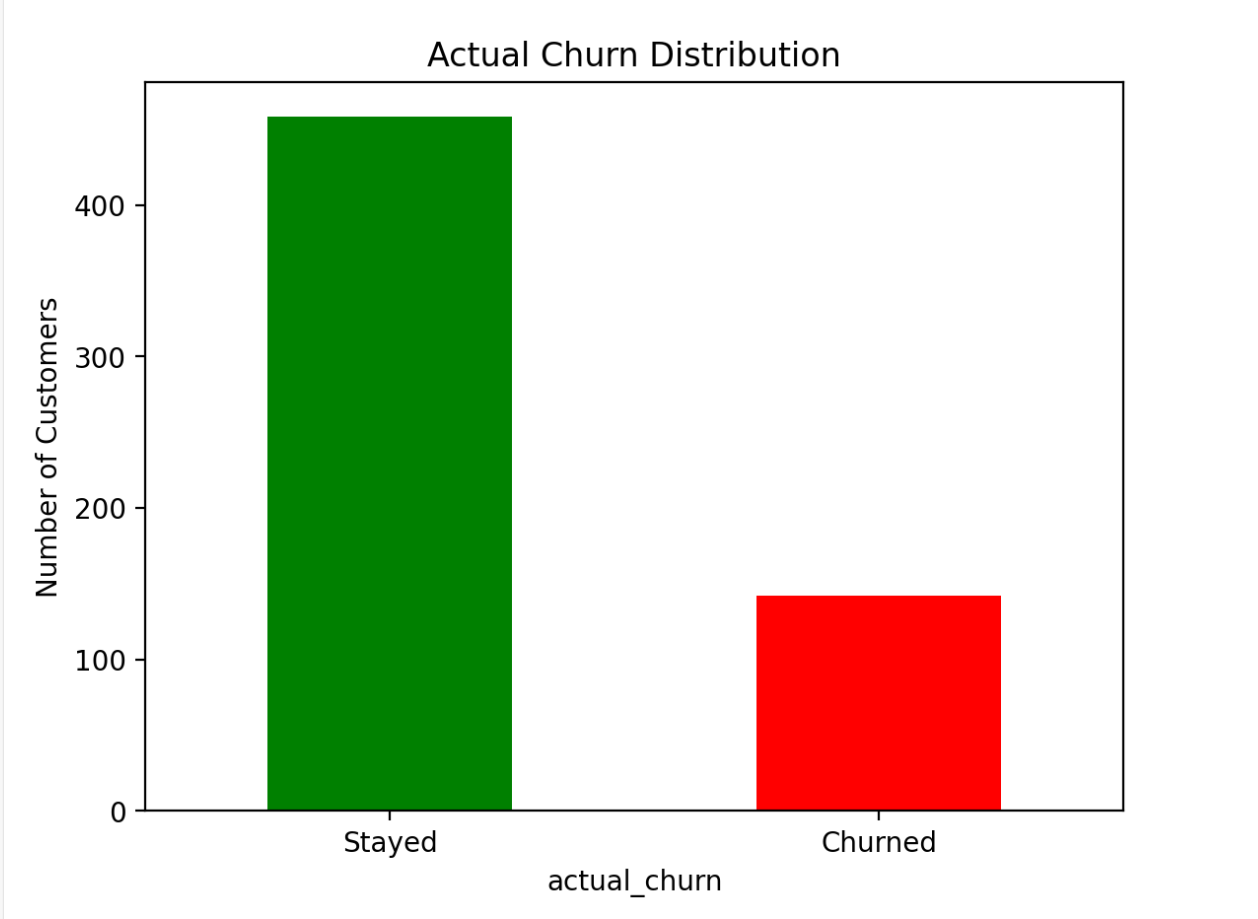 Actual Churn Distribution
Number of Customers
400
300
200
100
0
Stayed Churned
actual_churn